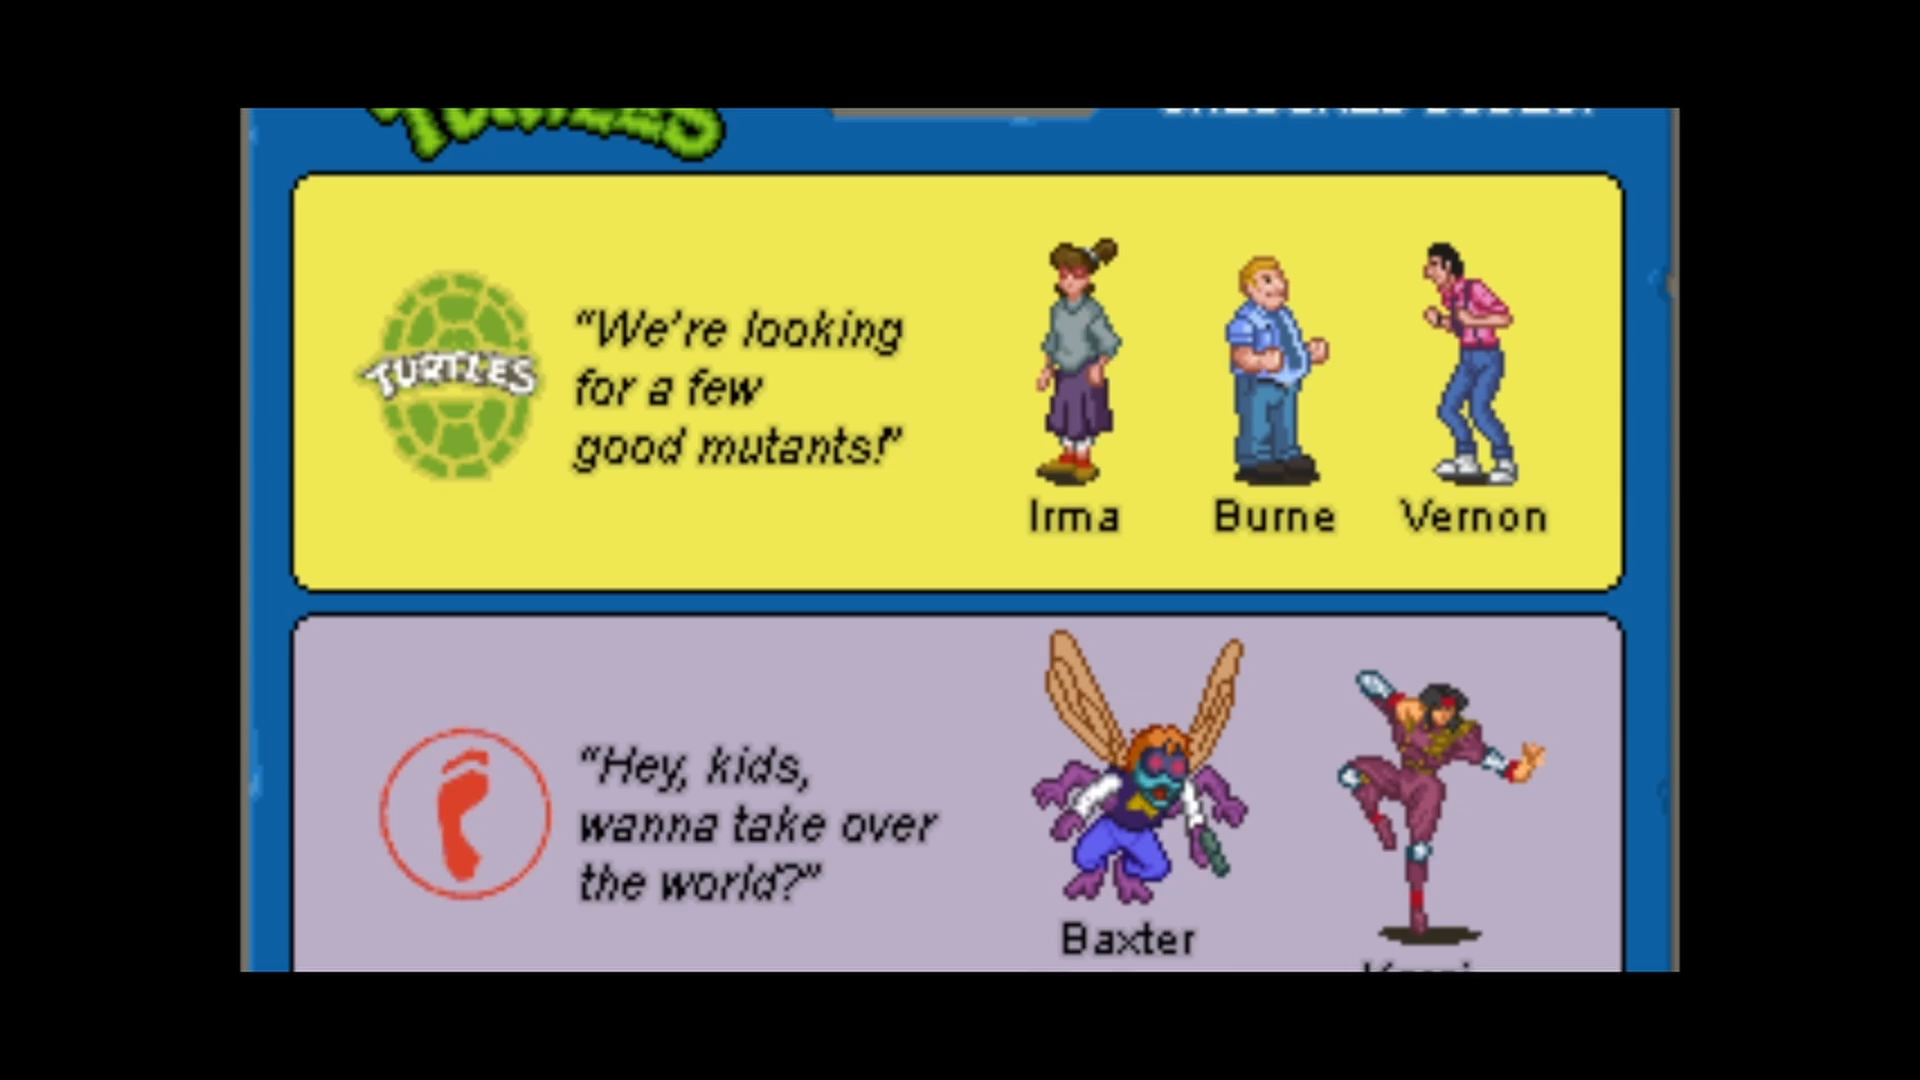 TURTLES
TURTLES
"We're looking
for a few
good mutants!"
Irma
Burne
Vernon
"Hey, kids,
wanna take over
the world?"
Baxter